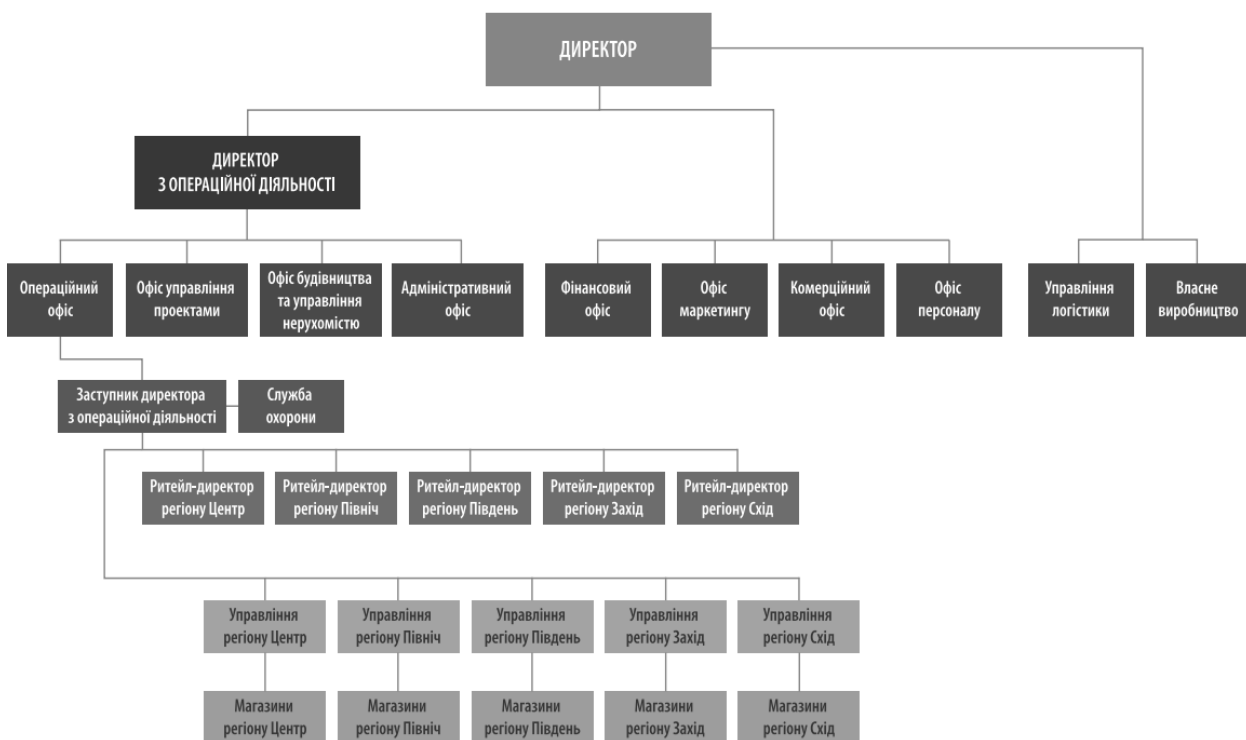 ДИРЕКТОР
ДИРЕКТОР
З ОПЕРАЦІЙНОЇ ДІЯЛЬНОСТІ
Операційний
офіс
Офіс управління
проектами
Офіс будівництва
та управління
нерухомістю
Адміністративний
офіс
Фінансовий
офіс
Офіс
маркетингу
Комерційний
офіс
Офіс
персоналу
Управління
логістики
Власне
виробництво
Заступник директора
з операційної діяльності
Служба
охорони
Ритейл-директор
регіону Центр
Ритейл-директор
регіону Північ
Ритейл-директор
регіону Південь
Ритейл-директор
регіону Захід
Ритейл-директор
регіону Схід
Управління
регіону Центр
Управління
регіону Північ
Управління
регіону Південь
Управління
регіону Захід
Управління
регіону Схід
Магазини
регіону Центр
Магазини
регіону Північ
Магазини
регіону Південь
Магазини
регіону Захід
Магазини
регіону Схід